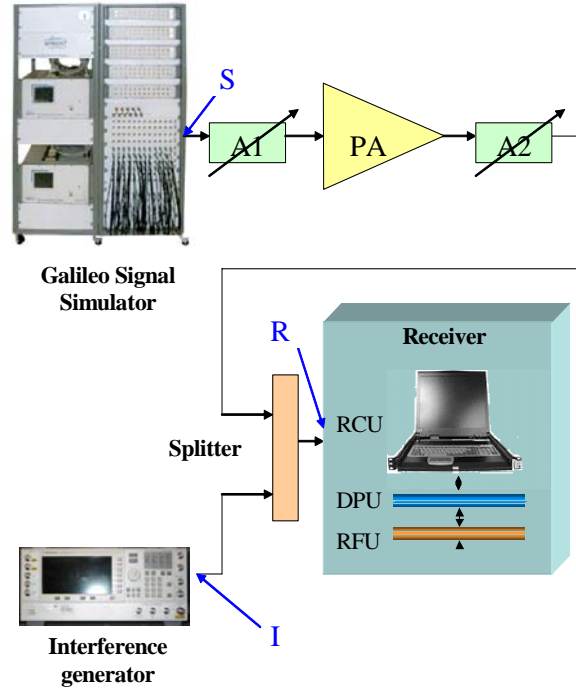 S
A1
PA
A2
Galileo Signal
Simulator
R
Receiver
RCU
Splitter
DPU
RFU
I
Interference
generator